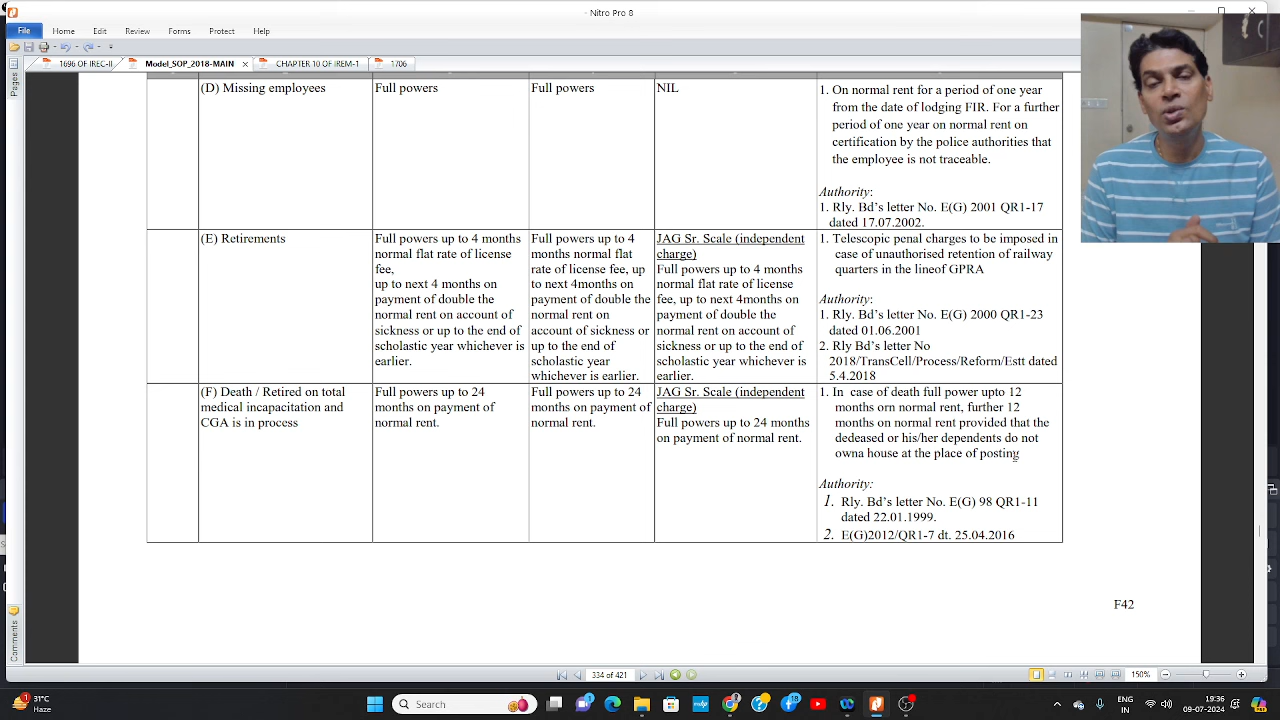 - Nitro Pro 8
File Home Edit Review Forms Protect Help
1696 OF IREC-II Model_SOP_2018-MAIN CHAPTER 10 OF IREM-1 1706
Pages
(D) Missing employees
Full powers
Full powers
NIL
1. On normal rent for a period of one year
from the date of lodging FIR. For a further
period of one year on normal rent on
certification by the police authorities that
the employee is not traceable.
Authority:
1. Rly. Bd's letter No. E(G) 2001 QR1-17
dated 17.07.2002.
(E) Retirements
Full powers up to 4 months
normal flat rate of license
fee,
up to next 4 months on
payment of double the
normal rent on account of
sickness or up to the end of
scholastic year whichever is
earlier.
Full powers up to 4
months normal flat
rate of license fee, up
to next 4months on
payment of double the
normal rent on
account of sickness or
up to the end of
scholastic year
whichever is earlier.
JAG Sr. Scale (independent
charge)
Full powers up to 4 months
normal flat rate of license
fee, up to next 4months on
payment of double the
normal rent on account of
sickness or up to the end of
scholastic year whichever is
earlier.
1. Telescopic penal charges to be imposed in
case of unauthorised retention of railway
quarters in the lineof GPRA
Authority:
1. Rly. Bd's letter No. E(G) 2000 QR1-23
dated 01.06.2001
2. Rly Bd's letter No
2018/TransCell/Process/Reform/Estt dated
5.4.2018
(F) Death / Retired on total
medical incapacitation and
CGA is in process
Full powers up to 24
months on payment of
normal rent.
Full powers up to 24
months on payment of
normal rent.
JAG Sr. Scale (independent
charge)
Full powers up to 24 months
on payment of normal rent.
1. In case of death full power upto 12
months orn normal rent, further 12
months on normal rent provided that the
dedeased or his/her dependents do not
owna house at the place of posting
Authority:
1. Rly. Bd's letter No. E(G) 98 QR1-11
dated 22.01.1999.
2. E(G)2012/QR1-7 dt. 25.04.2016
F42
Comments
334 of 421
150%
31°C
Haze
Search
ENG
IN
19:36
09-07-2024